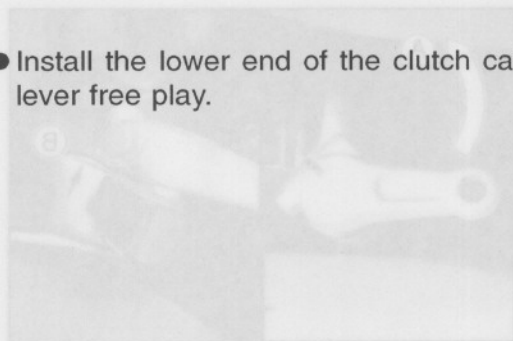 ● Install the lower end of the clutch ca
lever free play.